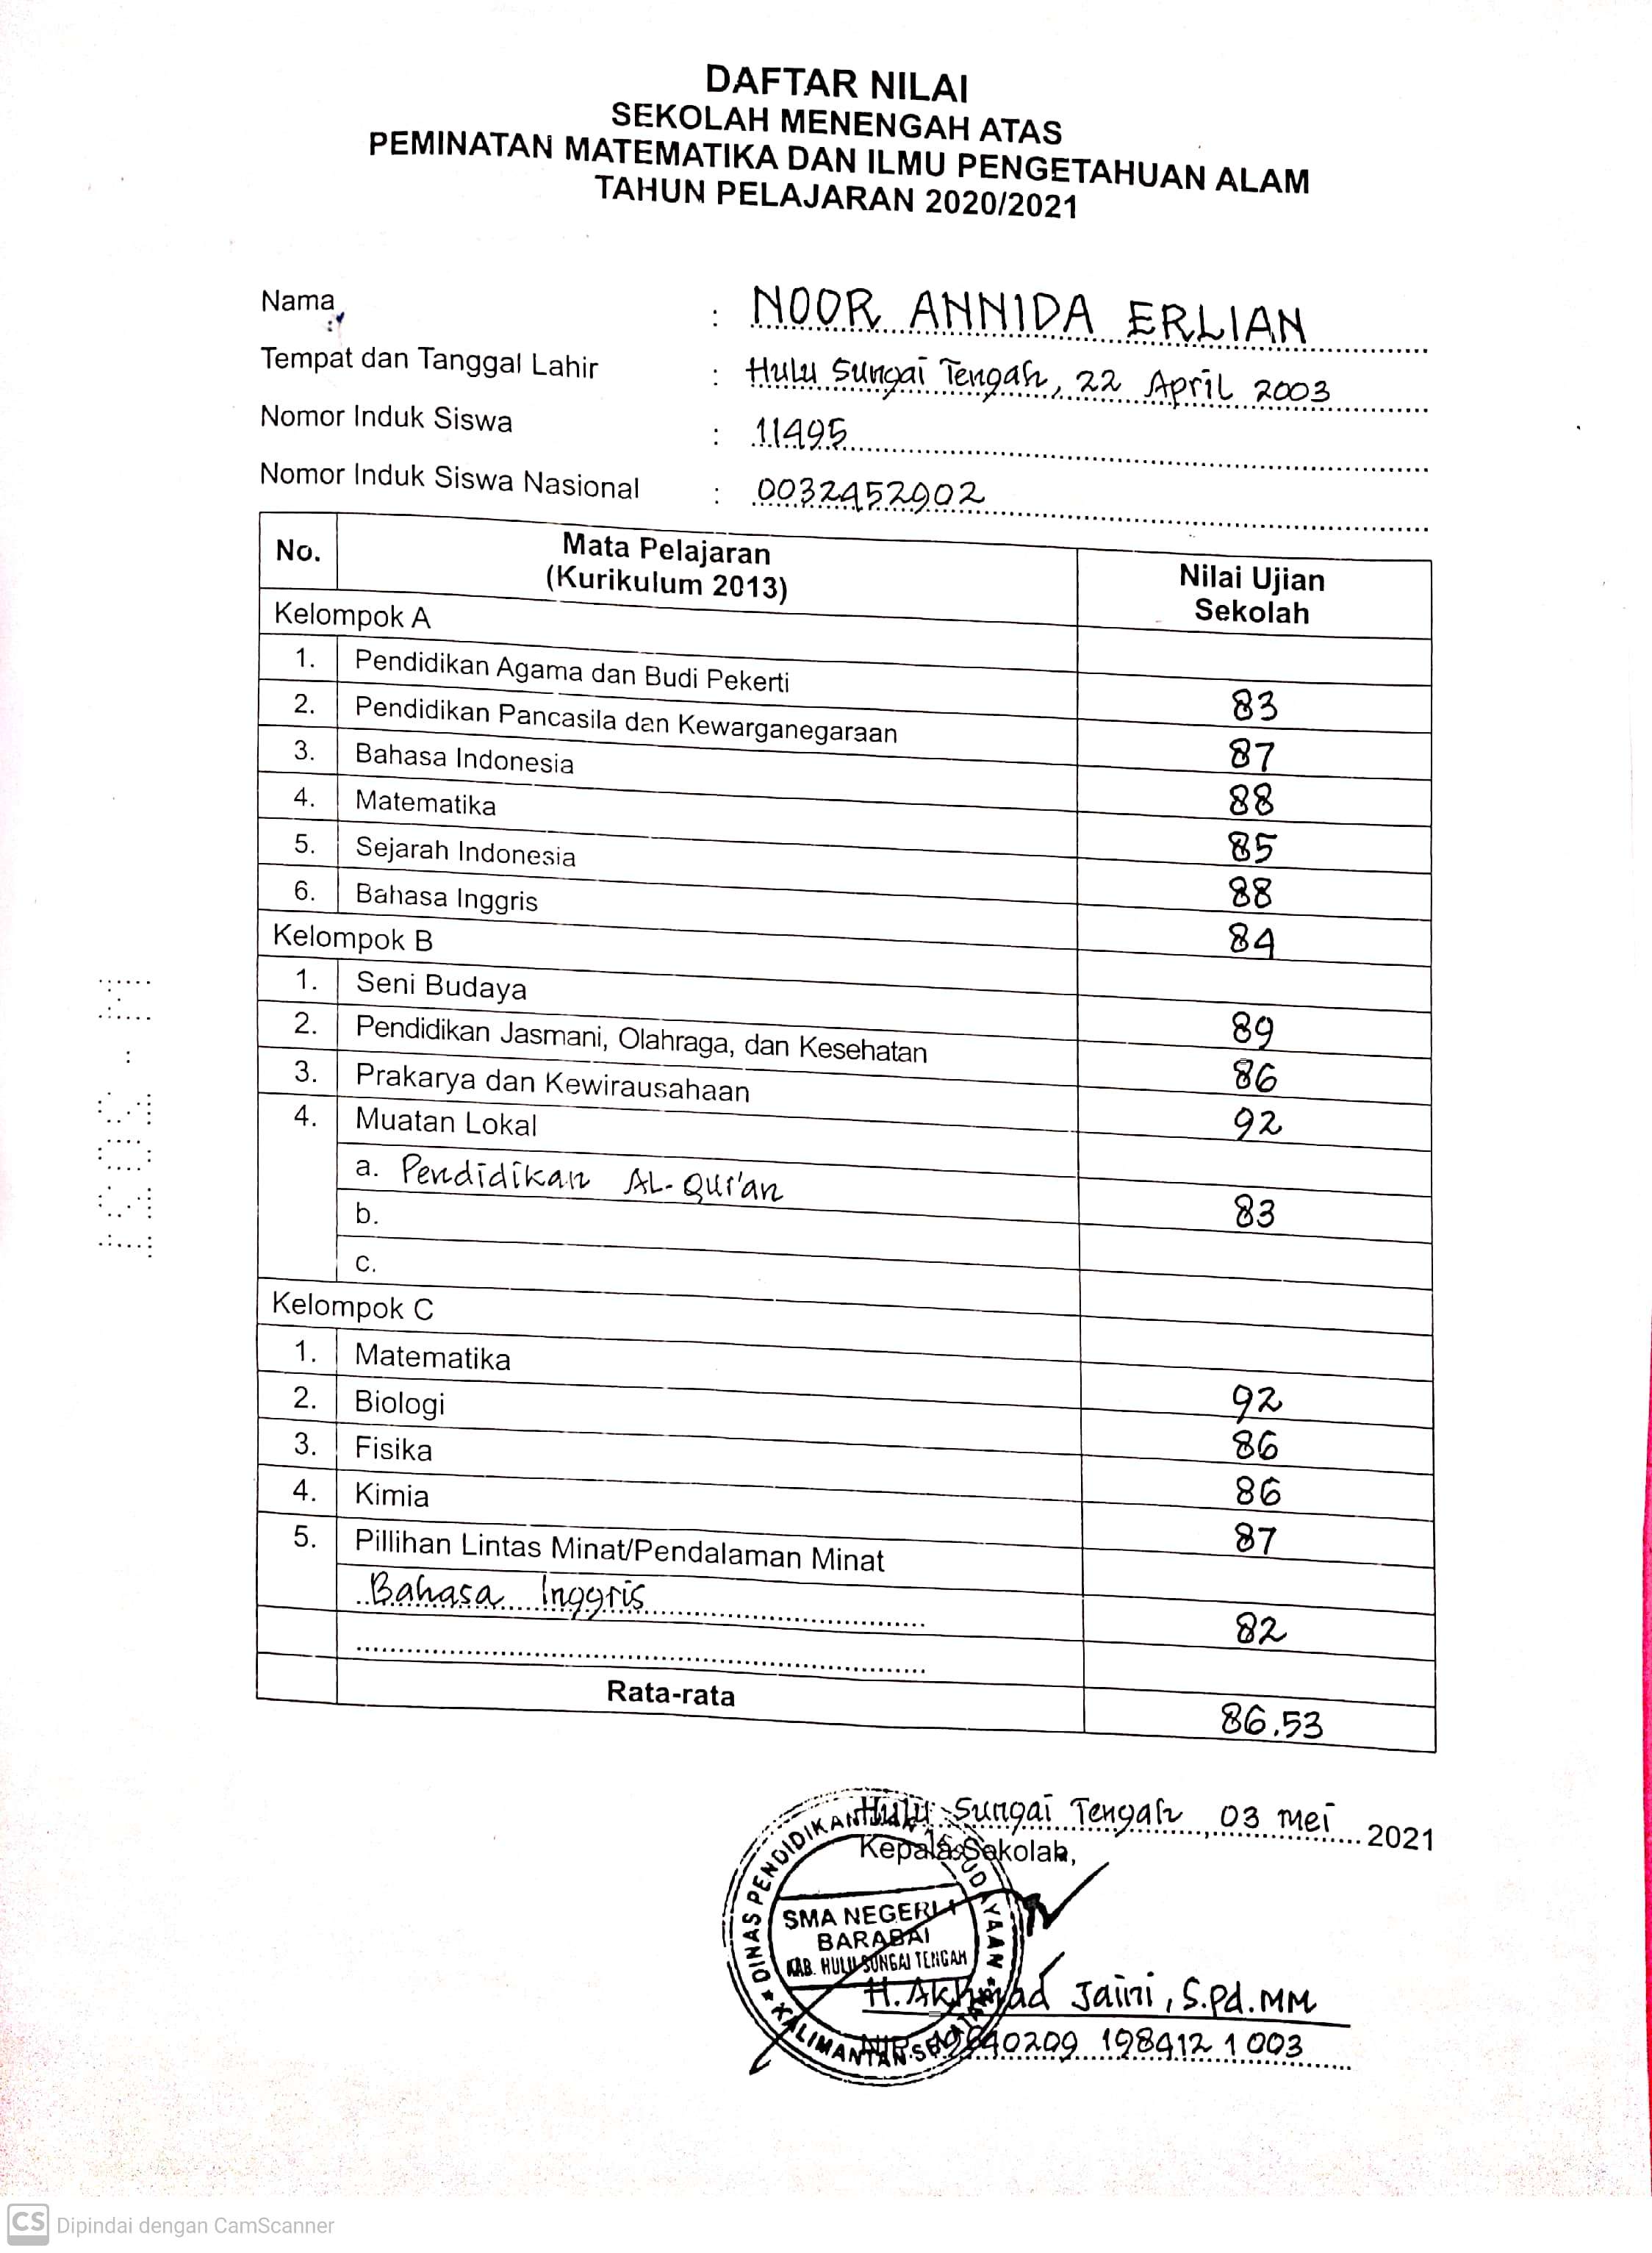 DAFTAR NILAI
SEKOLAH MENENGAH ATAS
PEMINATAN MATEMATIKA DAN ILMU PENGETAHUAN ALAM
TAHUN PELAJARAN 2020/2021
Nama : NOOR ANNIDA ERLIAN
Tempat dan Tanggal Lahir : Hulu Sungai Tengah, 22 April 2003
Nomor Induk Siswa : 11495
Nomor Induk Siswa Nasional : 0032452902
No. Mata Pelajaran (Kurikulum 2013) Nilai Ujian Sekolah
Kelompok A
1. Pendidikan Agama dan Budi Pekerti 83
2. Pendidikan Pancasila dan Kewarganegaraan 87
3. Bahasa Indonesia 88
4. Matematika 85
5. Sejarah Indonesia 88
6. Bahasa Inggris 84
Kelompok B
1. Seni Budaya 89
2. Pendidikan Jasmani, Olahraga, dan Kesehatan 86
3. Prakarya dan Kewirausahaan 92
4. Muatan Lokal
a. Pendidikan AL-Qur'an 83
b.
c.
Kelompok C
1. Matematika 92
2. Biologi 86
3. Fisika 86
4. Kimia 87
5. Pillihan Lintas Minat/Pendalaman Minat
Bahasa Inggris 82
Rata-rata 86.53
Hulu Sungai Tengah, 03 Mei 2021
Kepala Sekolah,
DINAS PENDIDIKAN DAN KEBUDAYAAN
SMA NEGERI 1
BARABAI
KAB. HULU SUNGAI TENGAH
KALIMANTAN SELATAN
H. Akhmad Jaini, S.Pd.MM
NIP. 19640209 198412 1 003
CS Dipindai dengan CamScanner